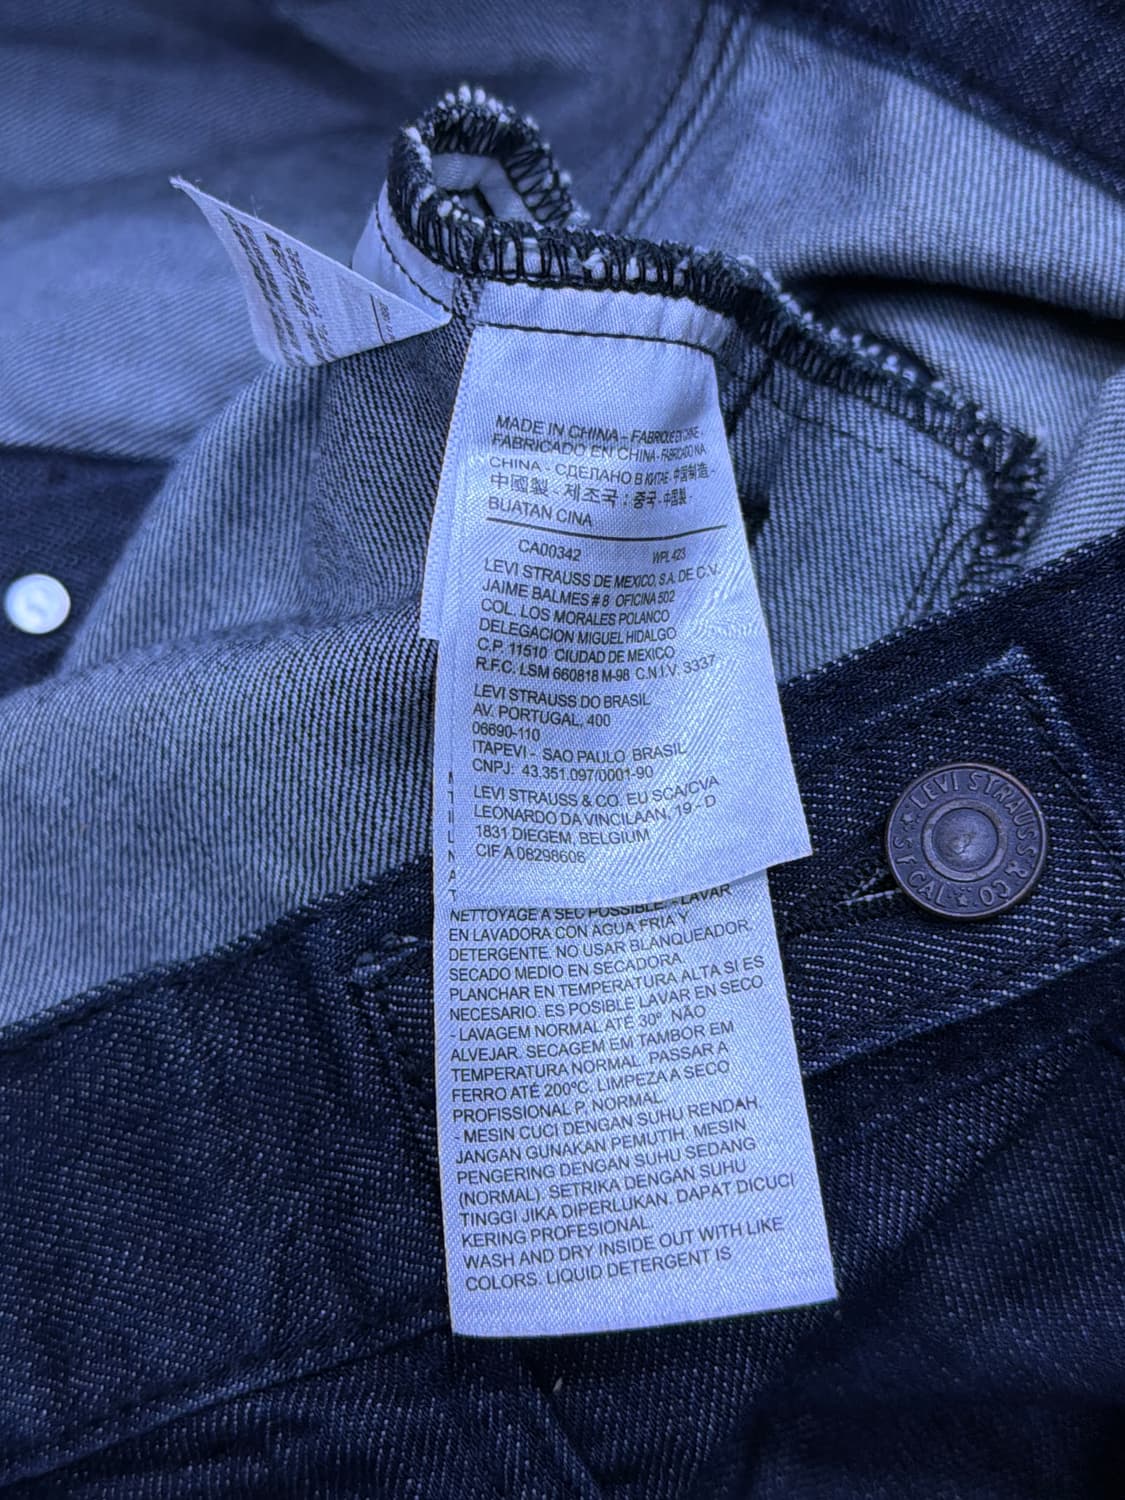 MADE IN CHINA - FABRIQUE EN CHINE -
FABRICADO EN CHINA - FABRICADO NA
CHINA - СДЕЛАНО В КИТАЕ - 中国制造 -
中國製 - 제조국 : 중국 - 中国製 -
BUATAN CINA
CA00342 WPL 423
LEVI STRAUSS DE MEXICO, S.A. DE C.V.
JAIME BALMES # 8 OFICINA 502
COL. LOS MORALES POLANCO
DELEGACION MIGUEL HIDALGO
C.P. 11510 CIUDAD DE MEXICO
R.F.C. LSM 660818 M-98 C.N.I.V. 3337
LEVI STRAUSS DO BRASIL
AV. PORTUGAL, 400
06690-110
ITAPEVI - SAO PAULO BRASIL
CNPJ: 43.351.097/0001-90
LEVI STRAUSS & CO. EU SCA/CVA
LEONARDO DA VINCILAAN, 19 - D
1831 DIEGEM, BELGIUM
CIF A 08298606
NETTOYAGE A SEC POSSIBLE. - LAVAR
EN LAVADORA CON AGUA FRIA Y
DETERGENTE. NO USAR BLANQUEADOR.
SECADO MEDIO EN SECADORA
PLANCHAR EN TEMPERATURA ALTA SI ES
NECESARIO. ES POSIBLE LAVAR EN SECO
- LAVAGEM NORMAL ATÉ 30º. NÃO
ALVEJAR. SECAGEM EM TAMBOR EM
TEMPERATURA NORMAL. PASSAR A
FERRO ATÉ 200ºC. LIMPEZA A SECO
PROFISSIONAL P, NORMAL.
- MESIN CUCI DENGAN SUHU RENDAH.
JANGAN GUNAKAN PEMUTIH. MESIN
PENGERING DENGAN SUHU SEDANG
(NORMAL). SETRIKA DENGAN SUHU
TINGGI JIKA DIPERLUKAN. DAPAT DICUCI
KERING PROFESIONAL.
WASH AND DRY INSIDE OUT WITH LIKE
COLORS. LIQUID DETERGENT IS
LEVI STRAUSS & CO
S.F. CAL